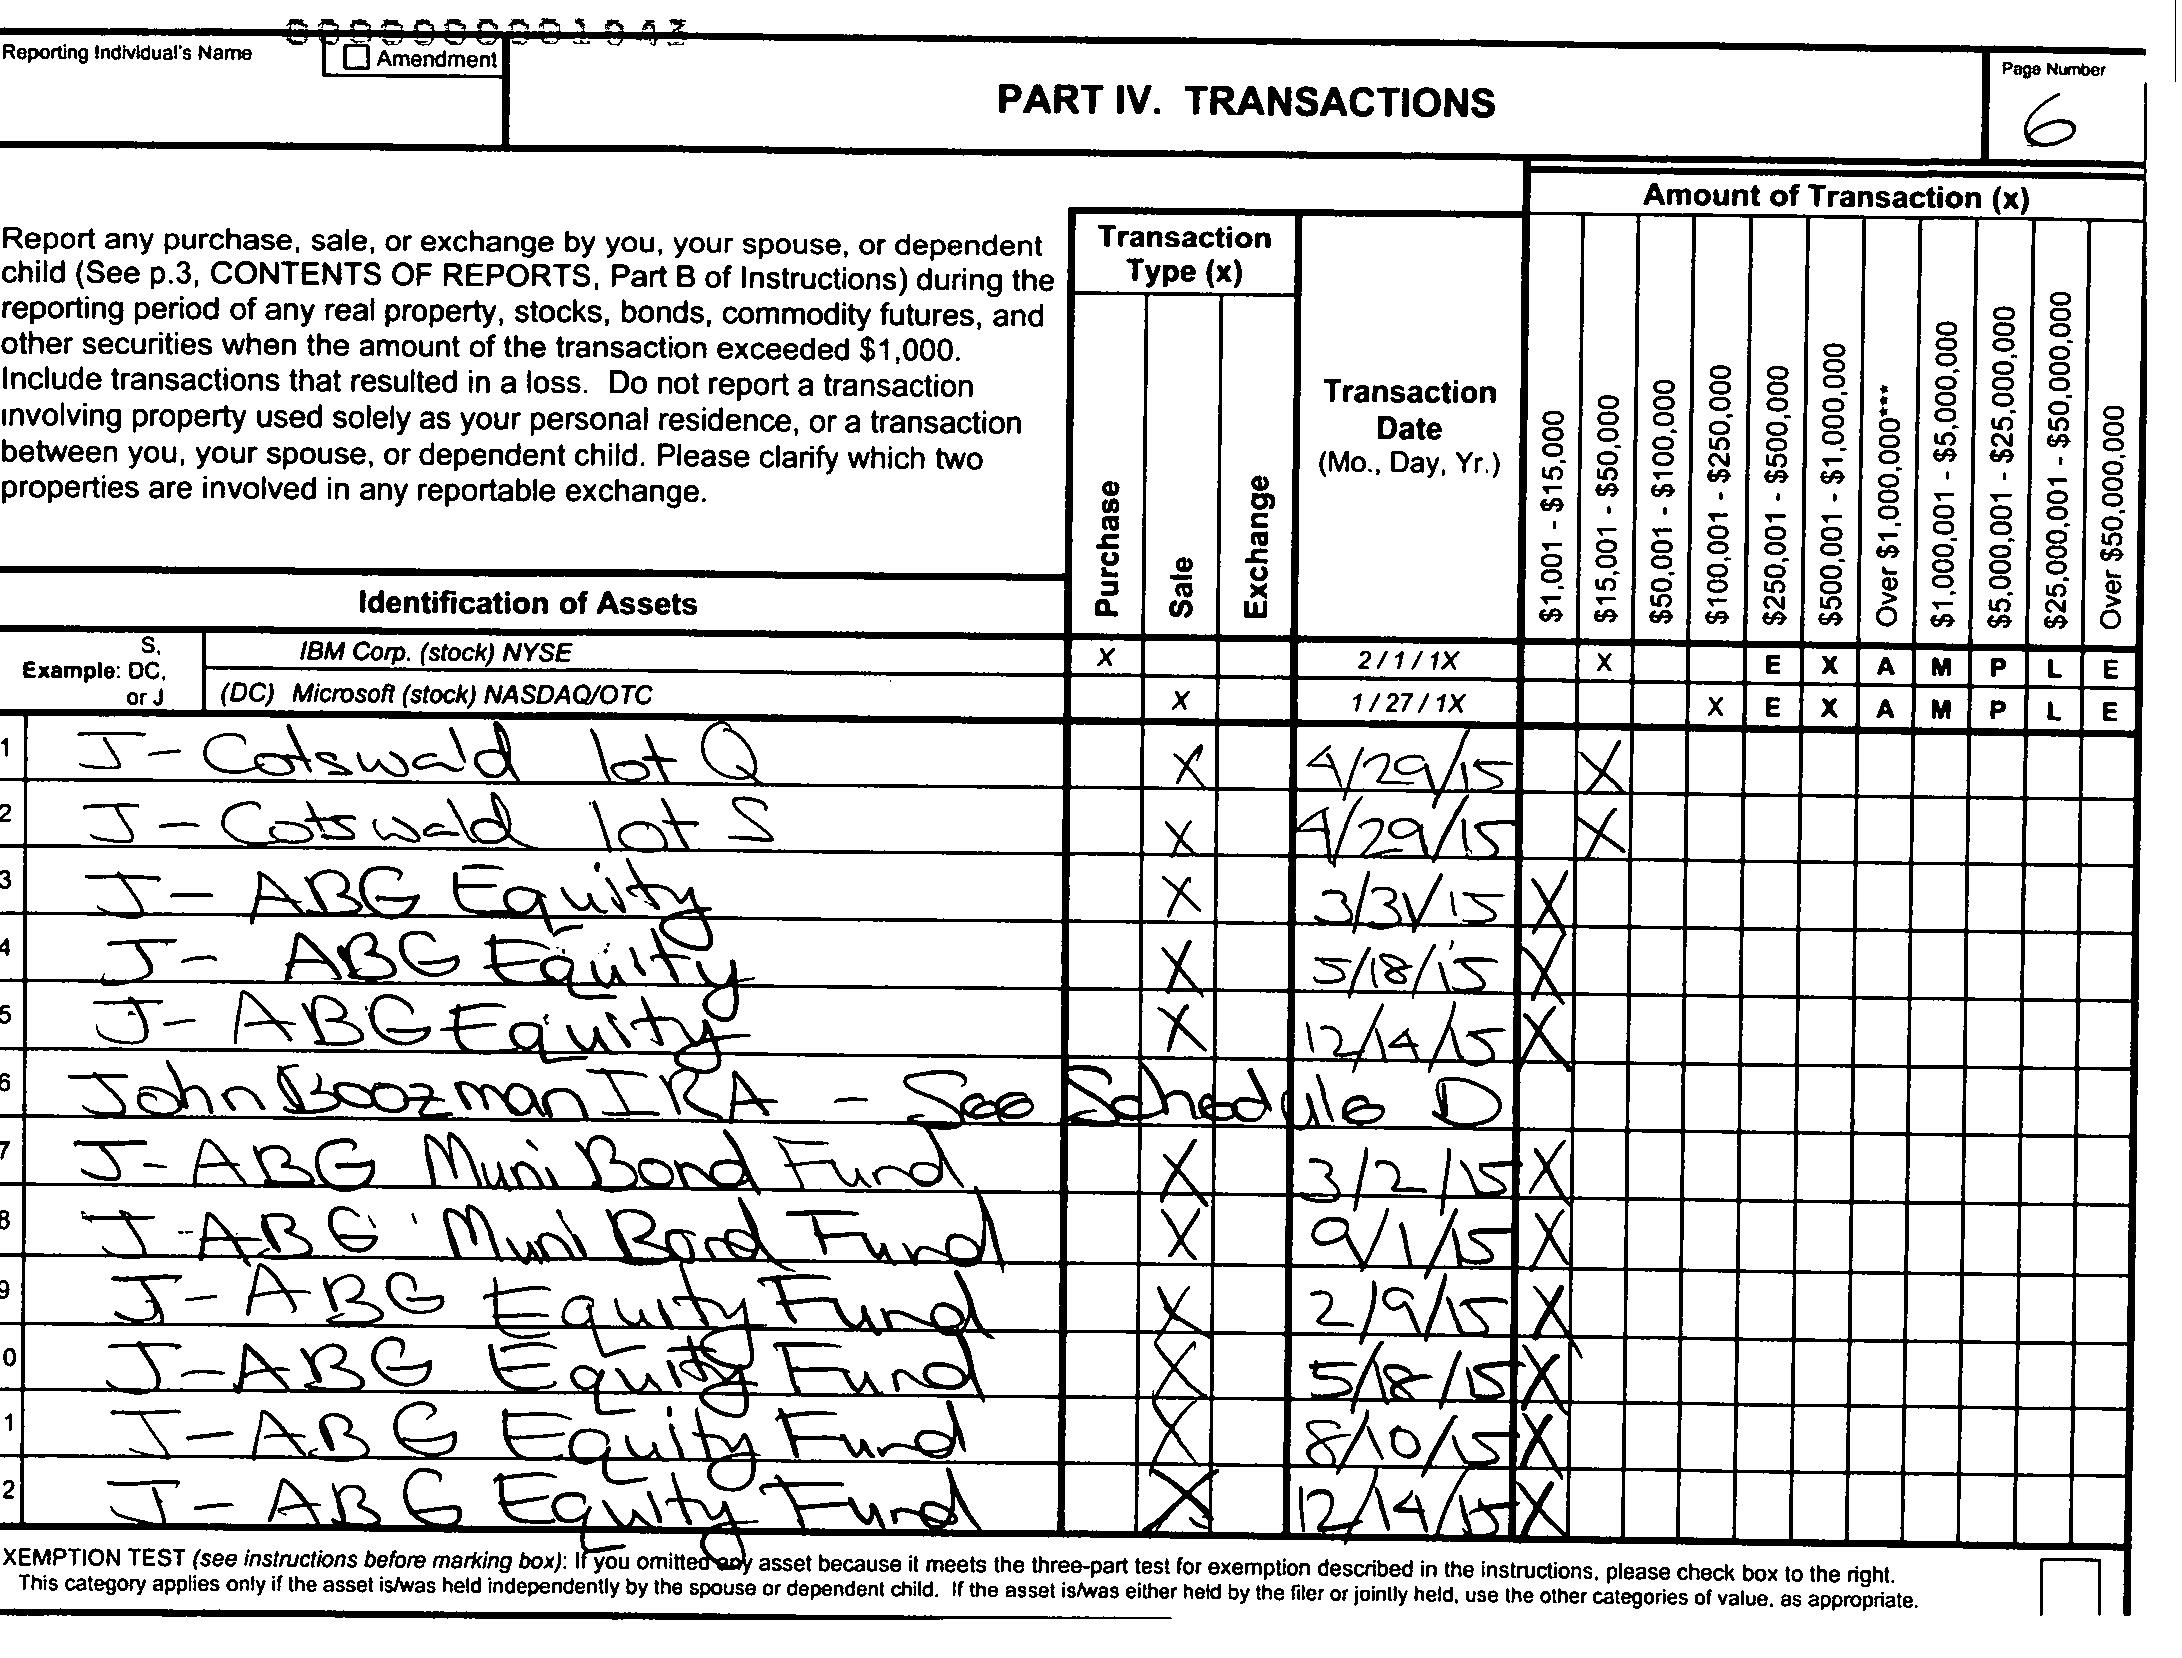 000000001043
Reporting Individual's Name
Amendment
PART IV. TRANSACTIONS
Page Number
6
Report any purchase, sale, or exchange by you, your spouse, or dependent
child (See p.3, CONTENTS OF REPORTS, Part B of Instructions) during the
reporting period of any real property, stocks, bonds, commodity futures, and
other securities when the amount of the transaction exceeded $1,000.
Include transactions that resulted in a loss. Do not report a transaction
involving property used solely as your personal residence, or a transaction
between you, your spouse, or dependent child. Please clarify which two
properties are involved in any reportable exchange.
Transaction
Type (x)
Purchase
Sale
Exchange
Transaction
Date
(Mo., Day, Yr.)
Amount of Transaction (x)
$1,001 - $15,000
$15,001 - $50,000
$50,001 - $100,000
$100,001 - $250,000
$250,001 - $500,000
$500,001 - $1,000,000
Over $1,000,000***
$1,000,001 - $5,000,000
$5,000,001 - $25,000,000
$25,000,001 - $50,000,000
Over $50,000,000
Identification of Assets
S,
Example: DC,
or J
IBM Corp. (stock) NYSE X 2/1/1X X E X A M P L E
(DC) Microsoft (stock) NASDAQ/OTC X 1/27/1X X E X A M P L E
1 J - Cotswald lot Q X 4/29/15 X
2 J - Cotswald lot S X 4/29/15 X
3 J - ABG Equity X 3/31/15 X
4 J - ABG Equity X 5/18/15 X
5 J - ABG Equity X 12/14/15 X
6 John Boozman IRA - See Schedule D
7 J - ABG Muni Bond Fund X 3/2/15 X
8 J - ABG Muni Bond Fund X 9/1/15 X
9 J - ABG Equity Fund X 2/9/15 X
0 J - ABG Equity Fund X 5/18/15 X
1 J - ABG Equity Fund X 8/10/15 X
2 J - ABG Equity Fund X 12/14/15 X
XEMPTION TEST (see instructions before marking box): If you omitted any asset because it meets the three-part test for exemption described in the instructions, please check box to the right.
This category applies only if the asset is/was held independently by the spouse or dependent child. If the asset is/was either held by the filer or jointly held, use the other categories of value, as appropriate.